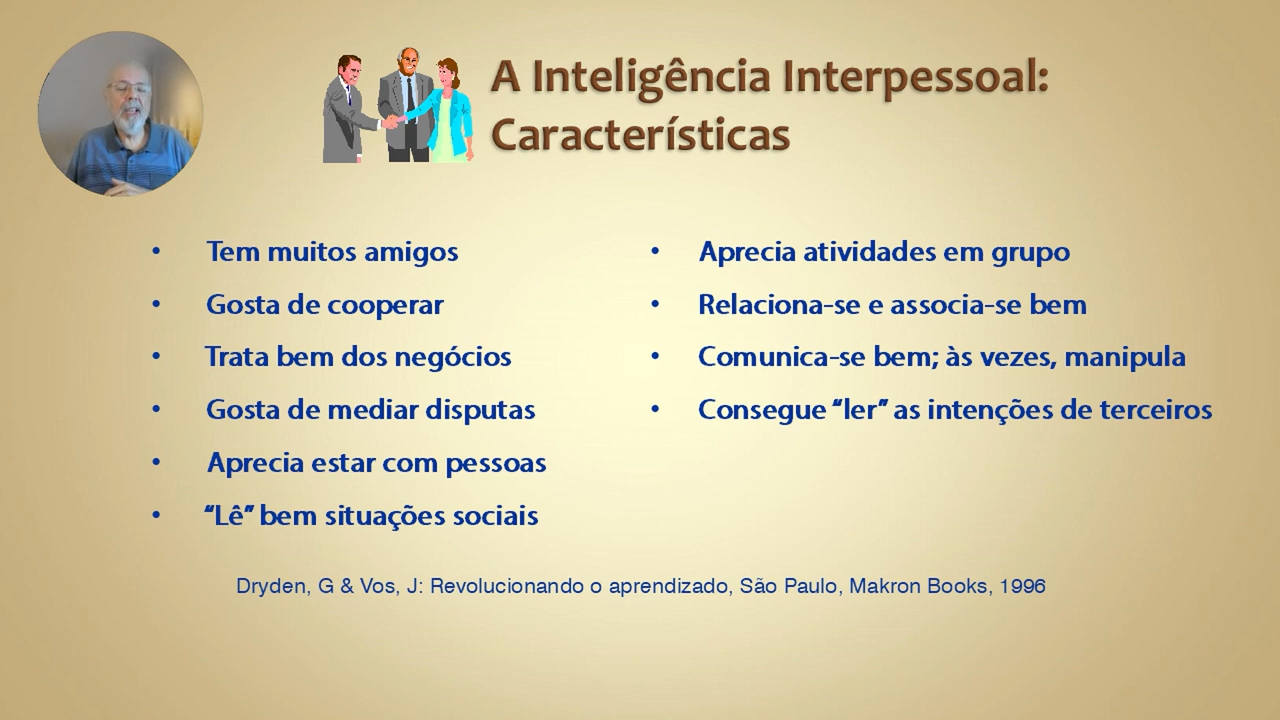 A Inteligência Interpessoal:
Características
• Tem muitos amigos
• Gosta de cooperar
• Trata bem dos negócios
• Gosta de mediar disputas
• Aprecia estar com pessoas
• “Lê” bem situações sociais
• Aprecia atividades em grupo
• Relaciona-se e associa-se bem
• Comunica-se bem; às vezes, manipula
• Consegue “ler” as intenções de terceiros
Dryden, G & Vos, J: Revolucionando o aprendizado, São Paulo, Makron Books, 1996